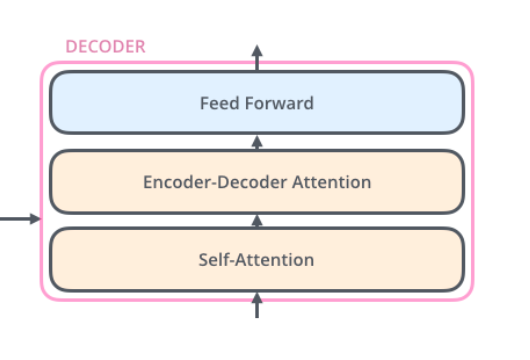 DECODER
Feed Forward
Encoder-Decoder Attention
Self-Attention